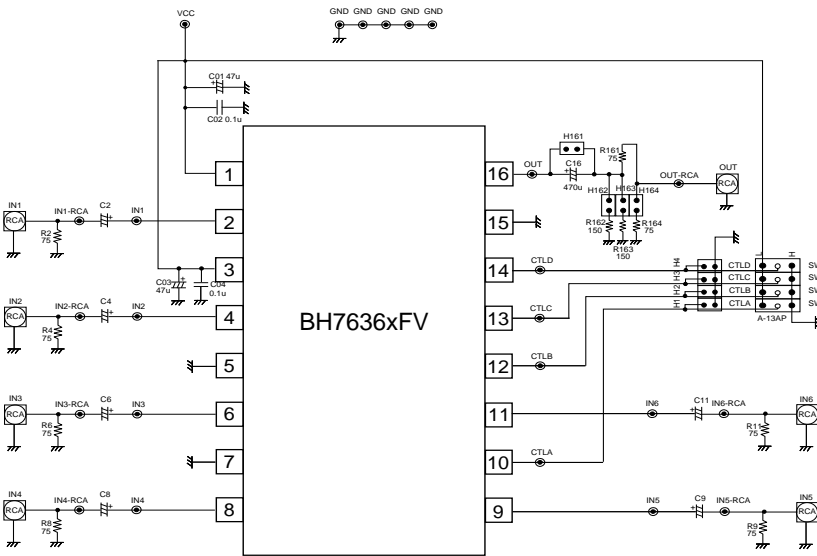 VCC
GND GND GND GND GND
C01 47u
+
C02 0.1u
1
2
3
4
5
6
7
8
BH7636xFV
16
15
14
13
12
11
10
9
IN1
RCA
IN1-RCA
C2
+
IN1
R2
75
C03
47u
+
C04
0.1u
IN2
RCA
IN2-RCA
C4
+
IN2
R4
75
IN3
RCA
IN3-RCA
C6
+
IN3
R6
75
IN4
RCA
IN4-RCA
C8
+
IN4
R8
75
OUT
H161
C16
+
470u
R161
75
H162
H163
H164
R162
150
R163
150
R164
75
OUT-RCA
OUT
RCA
CTLD
CTLC
CTLB
CTLA
H4
H3
H2
H1
CTLD
CTLC
CTLB
CTLA
L
H
SW
SW
SW
SW
A-13AP
IN6
C11
+
IN6-RCA
R11
75
IN6
RCA
IN5
C9
+
IN5-RCA
R9
75
IN5
RCA